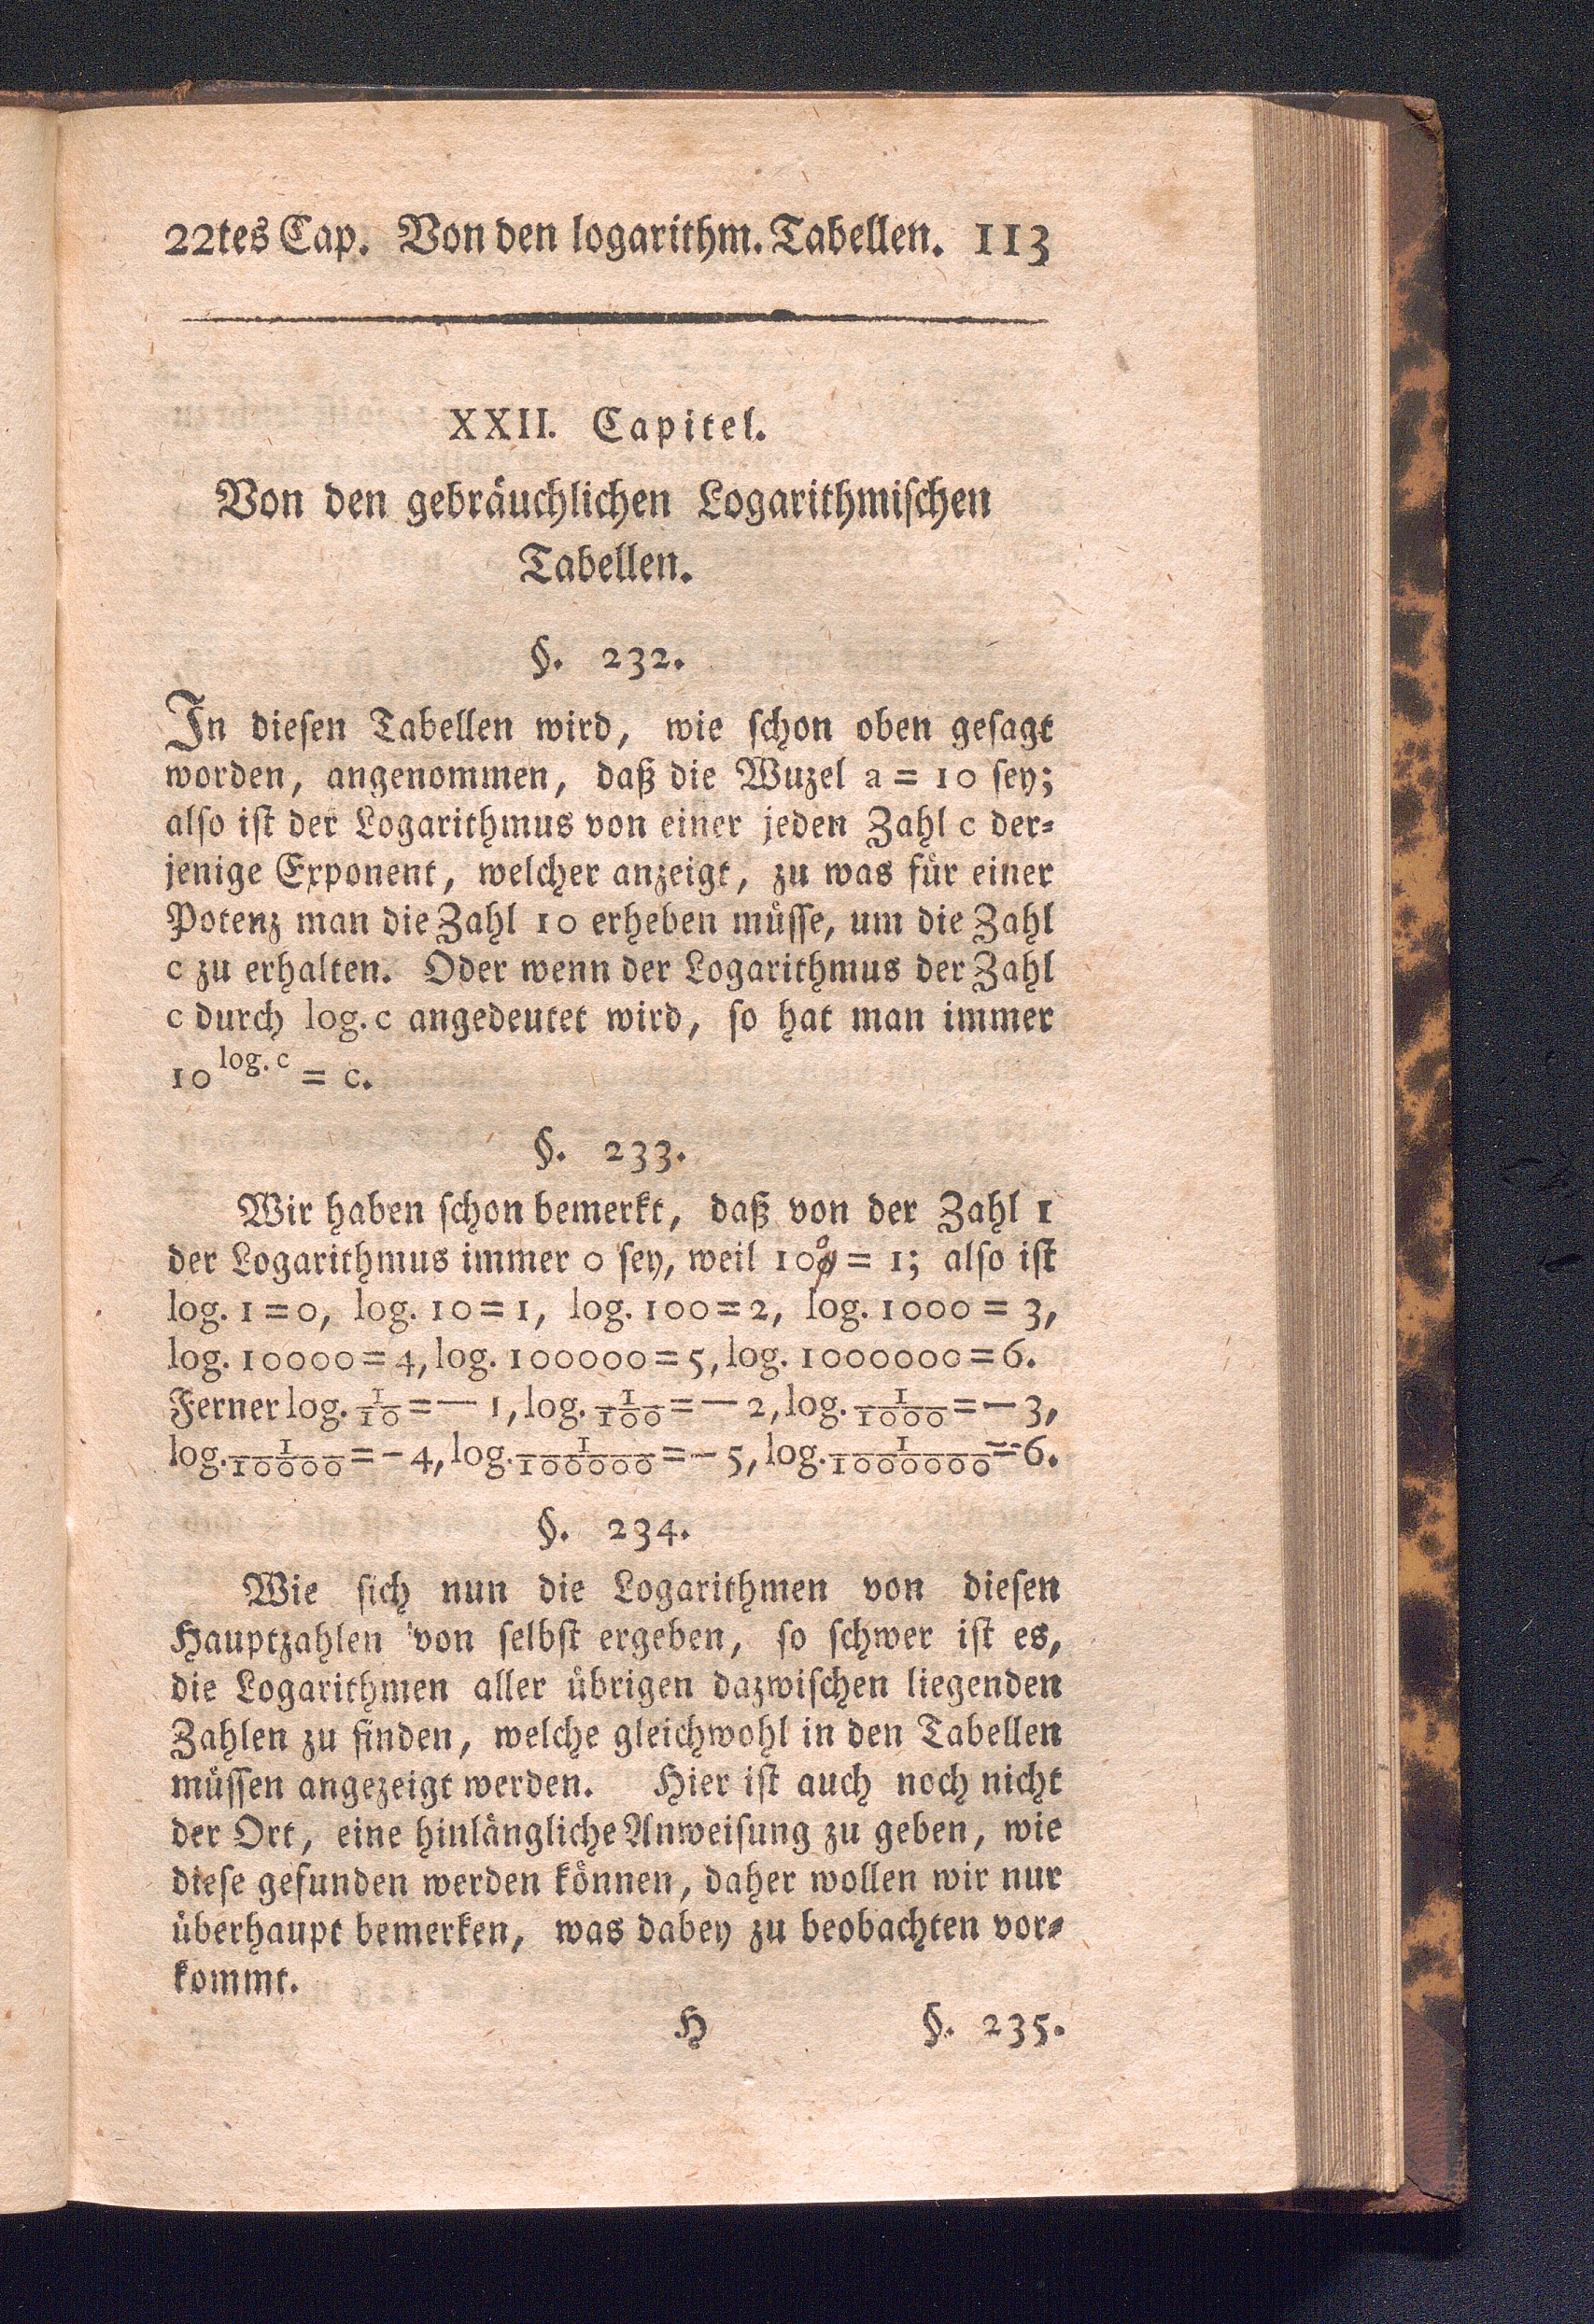 22tes Cap. Von den logarithm. Tabellen. 113
XXII. Capitel.
Von den gebräuchlichen Logarithmiſchen
Tabellen.
§. 232.
In dieſen Tabellen wird, wie ſchon oben geſagt
worden, angenommen, daß die Wuzel a = 10 ſey;
alſo iſt der Logarithmus von einer jeden Zahl c der-
jenige Exponent, welcher anzeigt, zu was für einer
Potenz man die Zahl 10 erheben müſſe, um die Zahl
c zu erhalten. Oder wenn der Logarithmus der Zahl
c durch log. c angedeutet wird, ſo hat man immer
10^{log. c} = c.
§. 233.
Wir haben ſchon bemerkt, daß von der Zahl 1
der Logarithmus immer 0 ſey, weil 10⁰ = 1; alſo iſt
log. 1 = 0, log. 10 = 1, log. 100 = 2, log. 1000 = 3,
log. 10000 = 4, log. 100000 = 5, log. 1000000 = 6.
Ferner log. 1/10 = — 1, log. 1/100 = — 2, log. 1/1000 = — 3,
log. 1/10000 = - 4, log. 1/100000 = - 5, log. 1/1000000 = - 6.
§. 234.
Wie ſich nun die Logarithmen von dieſen
Hauptzahlen von ſelbſt ergeben, ſo ſchwer iſt es,
die Logarithmen aller übrigen dazwiſchen liegenden
Zahlen zu finden, welche gleichwohl in den Tabellen
müſſen angezeigt werden. Hier iſt auch noch nicht
der Ort, eine hinlängliche Anweiſung zu geben, wie
dieſe gefunden werden können, daher wollen wir nur
überhaupt bemerken, was dabey zu beobachten vor-
kommt.
H §. 235.